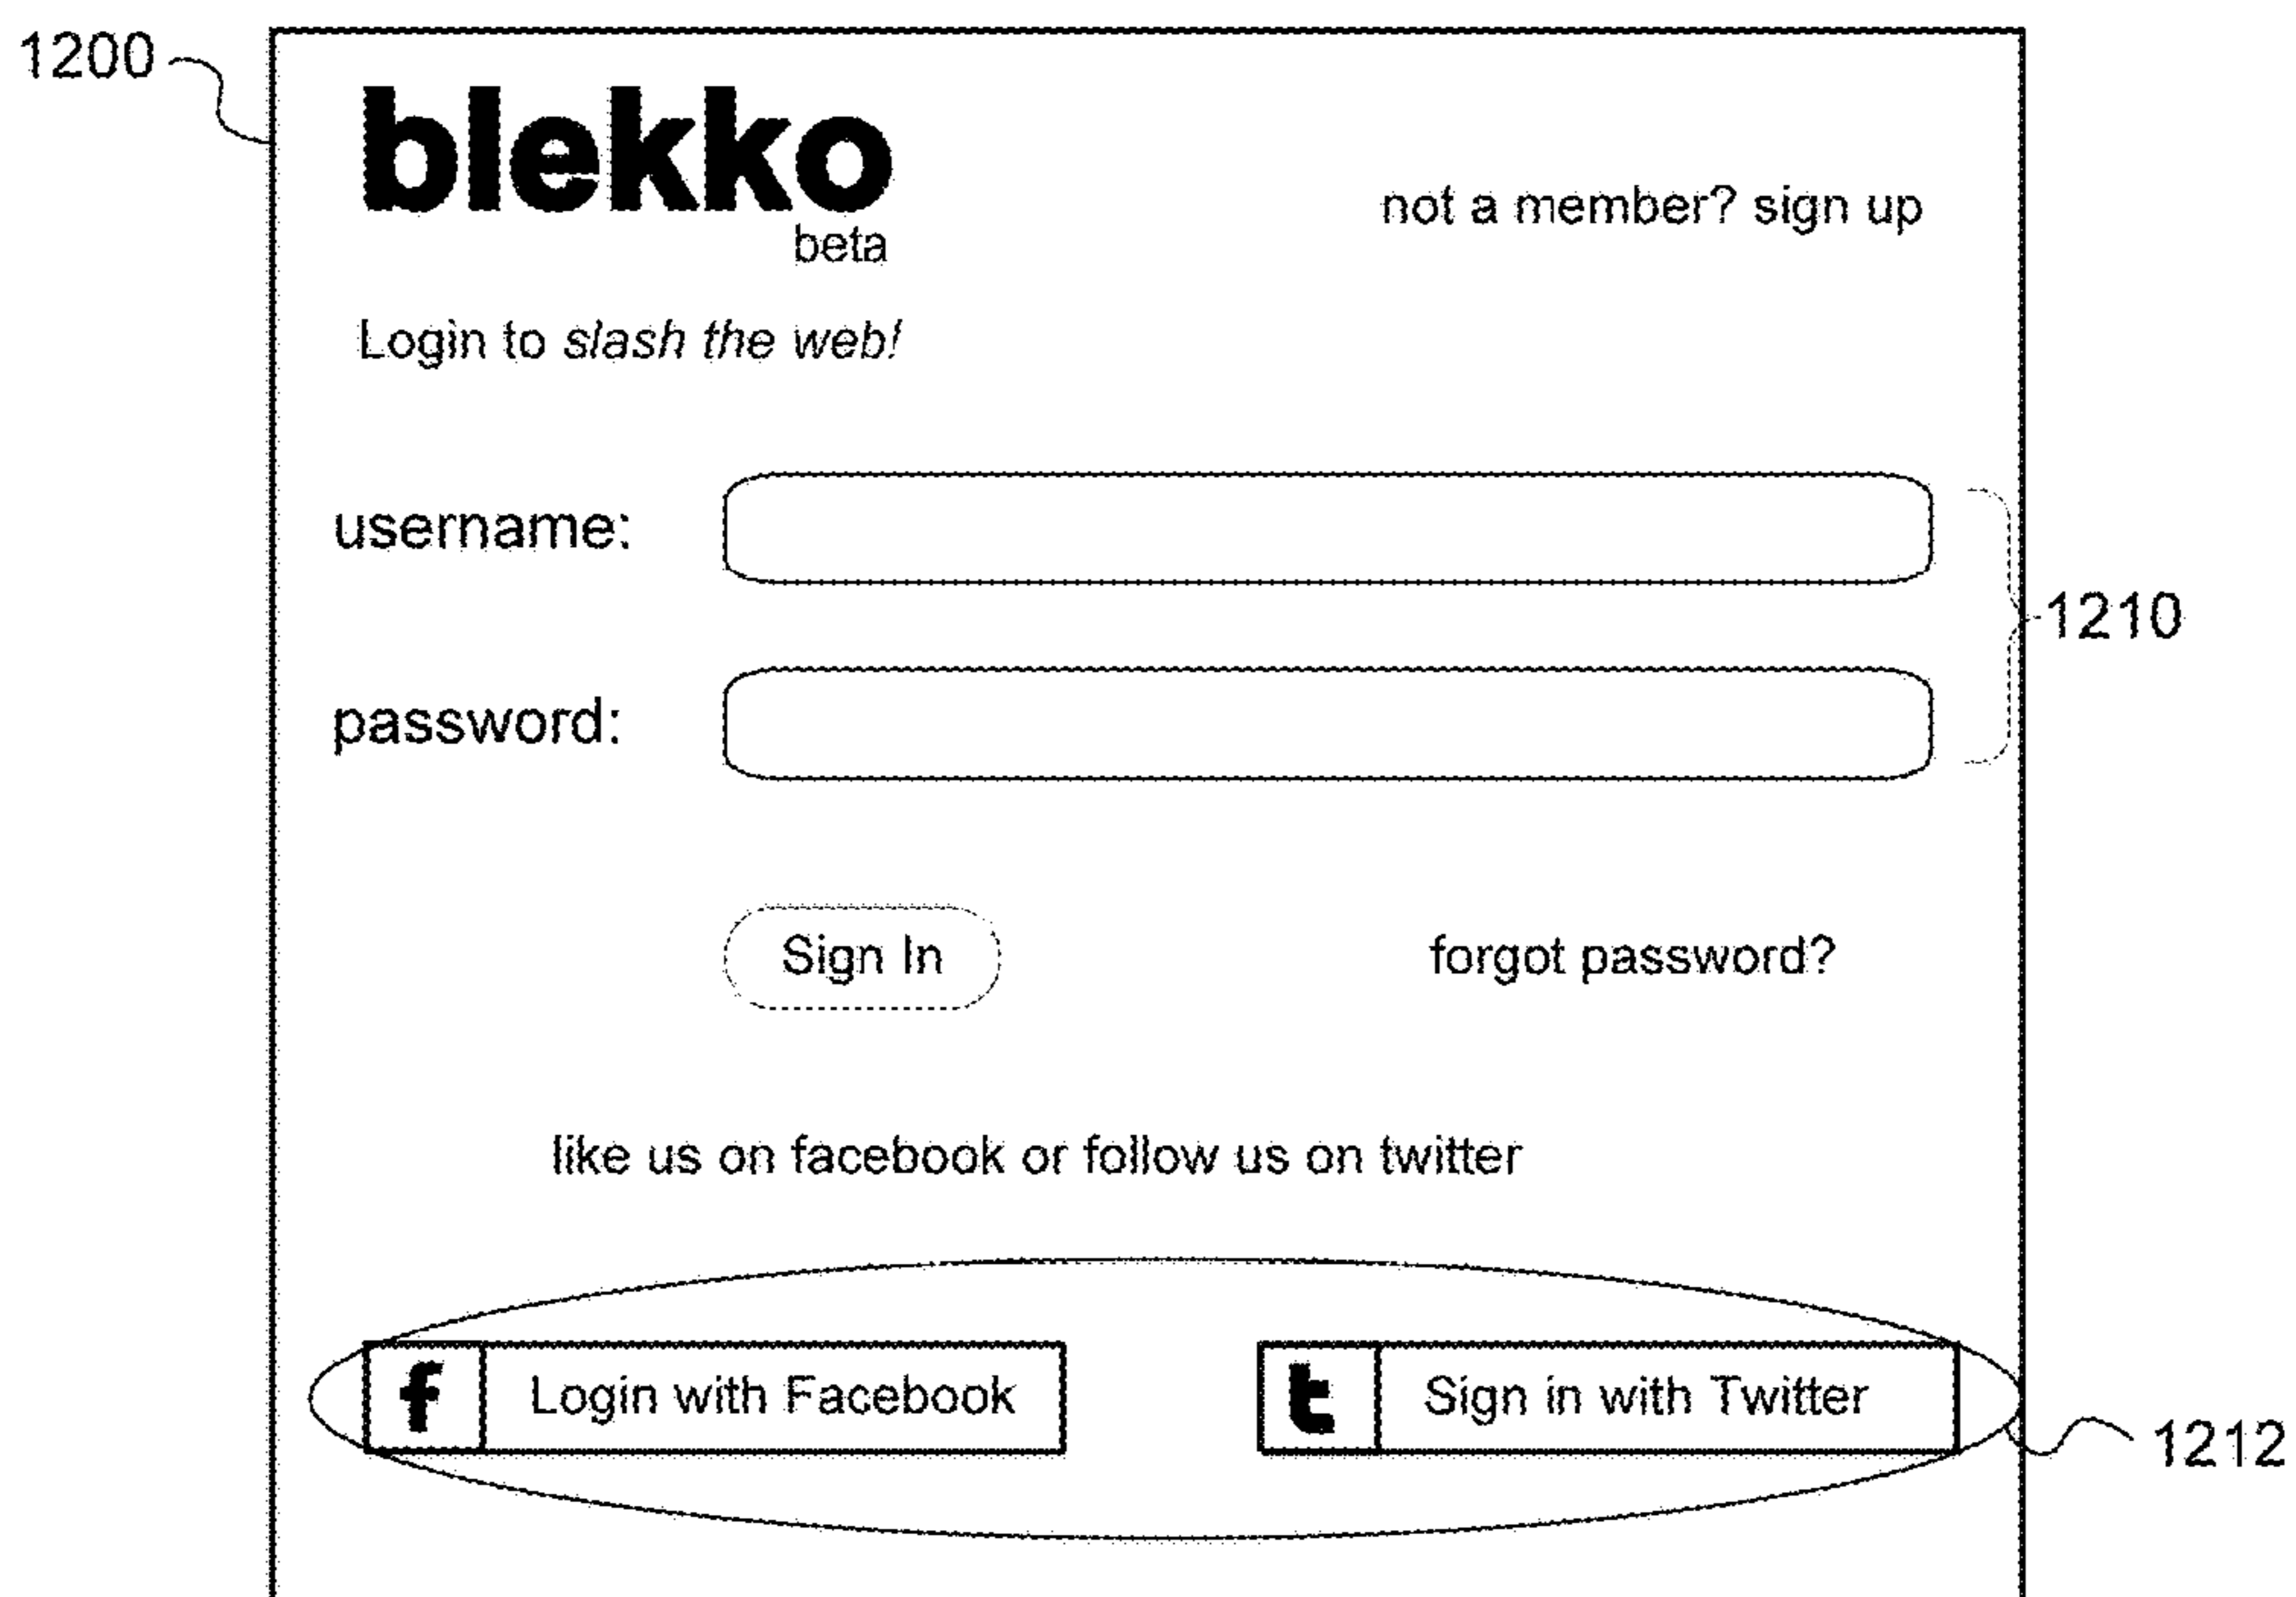 1200
blekko
beta
not a member? sign up
Login to slash the web!
username:
1210
password:
Sign In
forgot password?
like us on facebook or follow us on twitter
f Login with Facebook
t Sign in with Twitter
1212